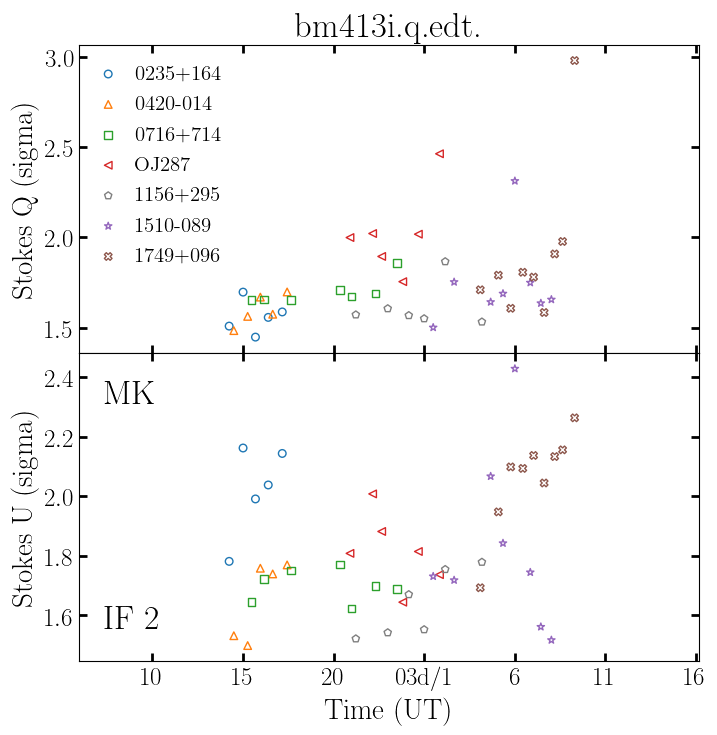 bm413i.q.edt.
Stokes Q (sigma)
3.0
2.5
2.0
1.5
0235+164
0420-014
0716+714
OJ287
1156+295
1510-089
1749+096
Stokes U (sigma)
2.4
2.2
2.0
1.8
1.6
MK
IF 2
10 15 20 03d/1 6 11 16
Time (UT)